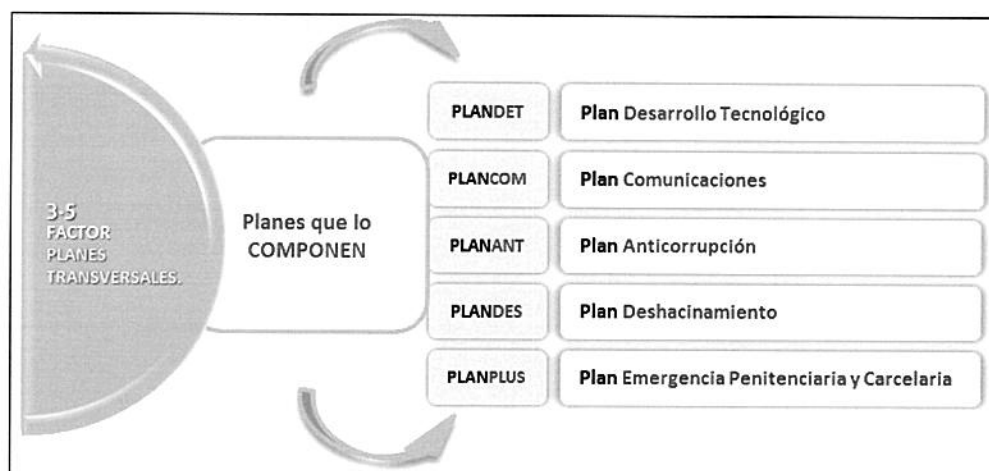 3-5
FACTOR
PLANES
TRANSVERSALES.
Planes que lo
COMPONEN
PLANDET Plan Desarrollo Tecnológico
PLANCOM Plan Comunicaciones
PLANANT Plan Anticorrupción
PLANDES Plan Deshacinamiento
PLANPLUS Plan Emergencia Penitenciaria y Carcelaria